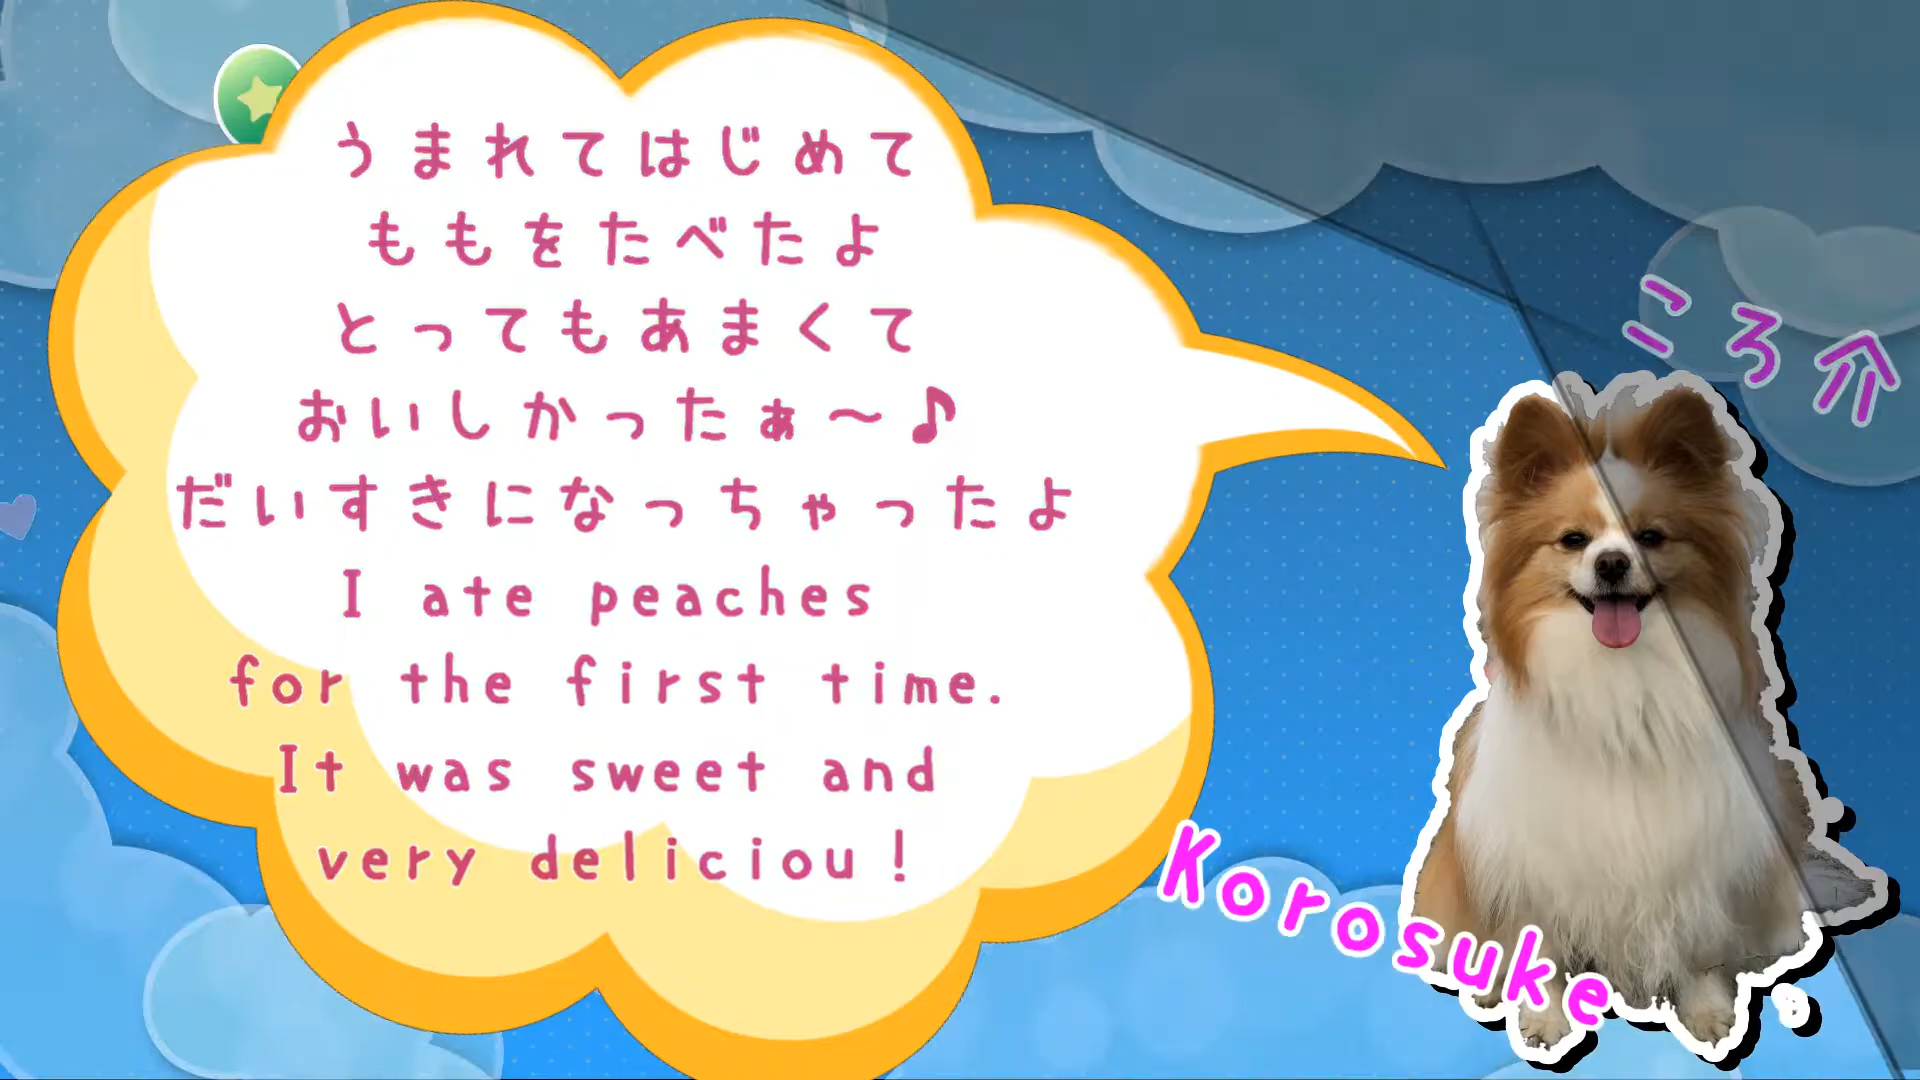 うまれてはじめて
ももをたべたよ
とってもあまくて
おいしかったぁ～♪
だいすきになっちゃったよ
I ate peaches
for the first time.
It was sweet and
very deliciou!
ころ介
Korosuke